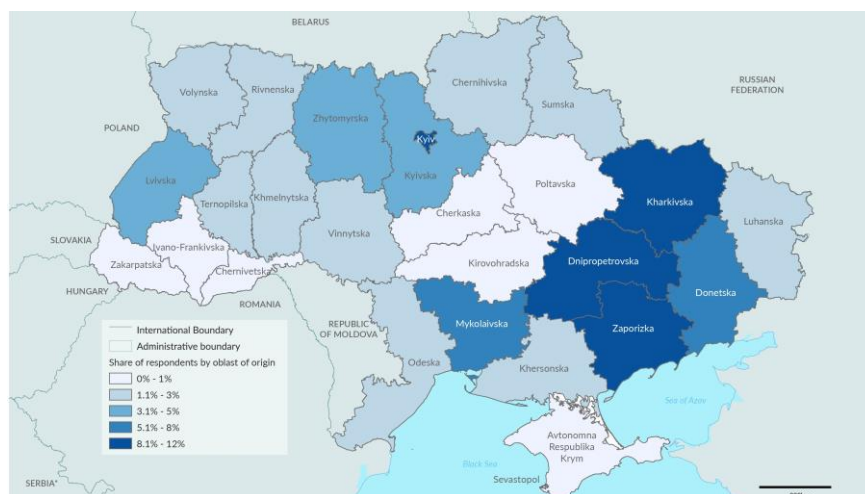 BELARUS
RUSSIAN
FEDERATION
POLAND
Volynska
Rivnenska
Chernihivska
Sumska
Zhytomyrska
Kyiv
Kyivska
Lvivska
Ternopilska
Khmelnytska
Poltavska
Kharkivska
Cherkaska
Luhanska
Vinnytska
SLOVAKIA
Ivano-Frankivska
Zakarpatska
Chernivetska
Kirovohradska
Dnipropetrovska
Donetska
HUNGARY
ROMANIA
REPUBLIC
OF MOLDOVA
Mykolaivska
Zaporizka
Odeska
Khersonska
Sea of Azov
International Boundary
Administrative boundary
Share of respondents by oblast of origin
0% - 1%
1.1% - 3%
3.1% - 5%
5.1% - 8%
8.1% - 12%
Avtonomna
Respublika
Krym
Black Sea
Sevastopol
SERBIA*